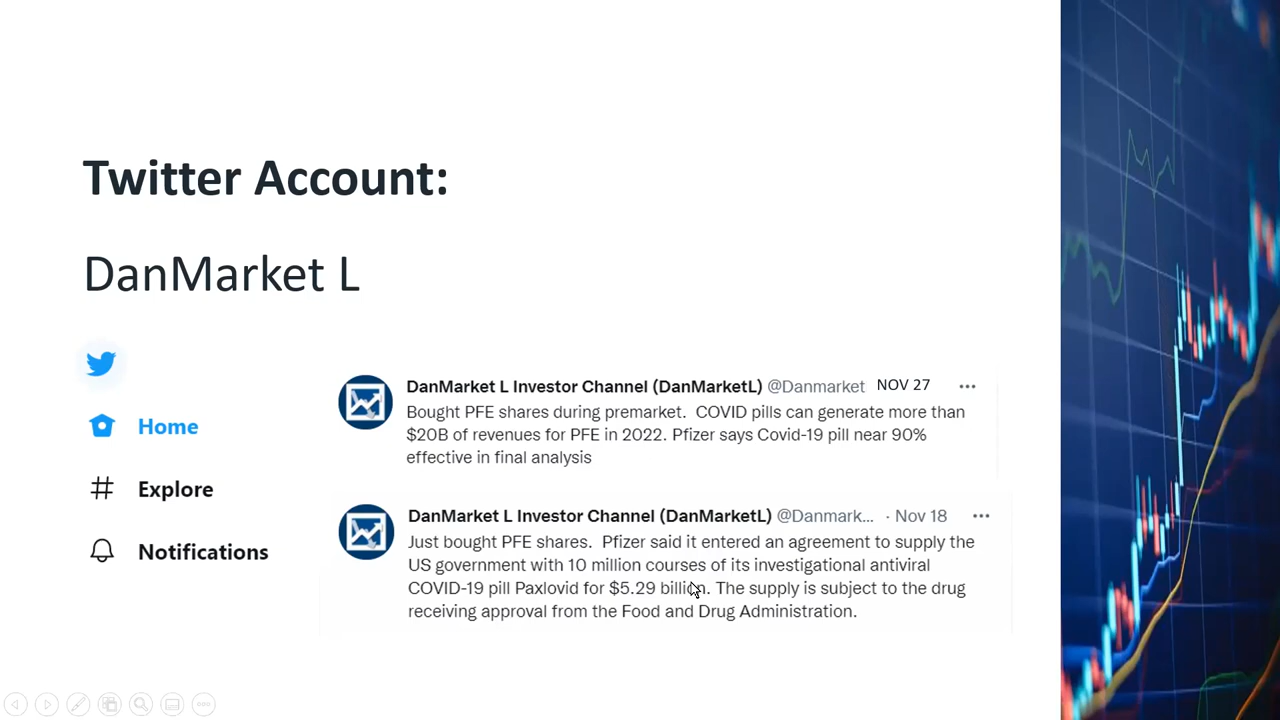 Twitter Account:
DanMarket L
Home
Explore
Notifications
DanMarket L Investor Channel (DanMarketL) @Danmarket NOV 27
Bought PFE shares during premarket. COVID pills can generate more than
$20B of revenues for PFE in 2022. Pfizer says Covid-19 pill near 90%
effective in final analysis
DanMarket L Investor Channel (DanMarketL) @Danmark... · Nov 18
Just bought PFE shares. Pfizer said it entered an agreement to supply the
US government with 10 million courses of its investigational antiviral
COVID-19 pill Paxlovid for $5.29 billion. The supply is subject to the drug
receiving approval from the Food and Drug Administration.